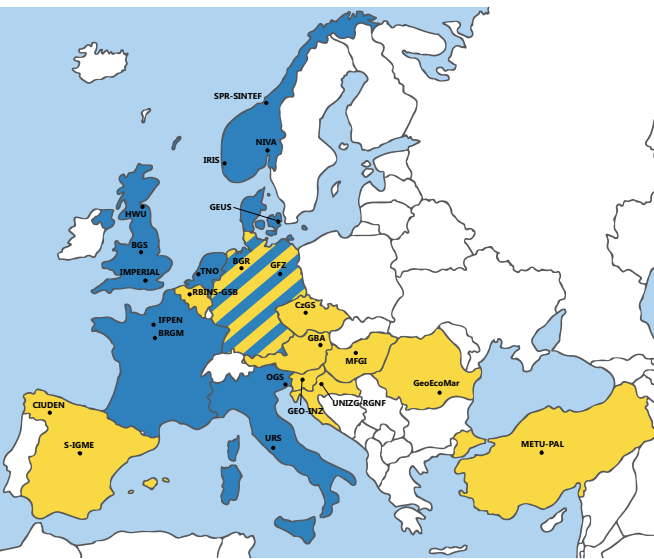 SPR-SINTEF
NIVA
IRIS
GEUS
HWU
BGS
IMPERIAL
TNO
BGR
GFZ
RBINS-GSB
CzGS
IFPEN
BRGM
GBA
MFGI
OGS
GeoEcoMar
CIUDEN
GEO-INZ
UNIZG-RGNF
S-IGME
URS
METU-PAL